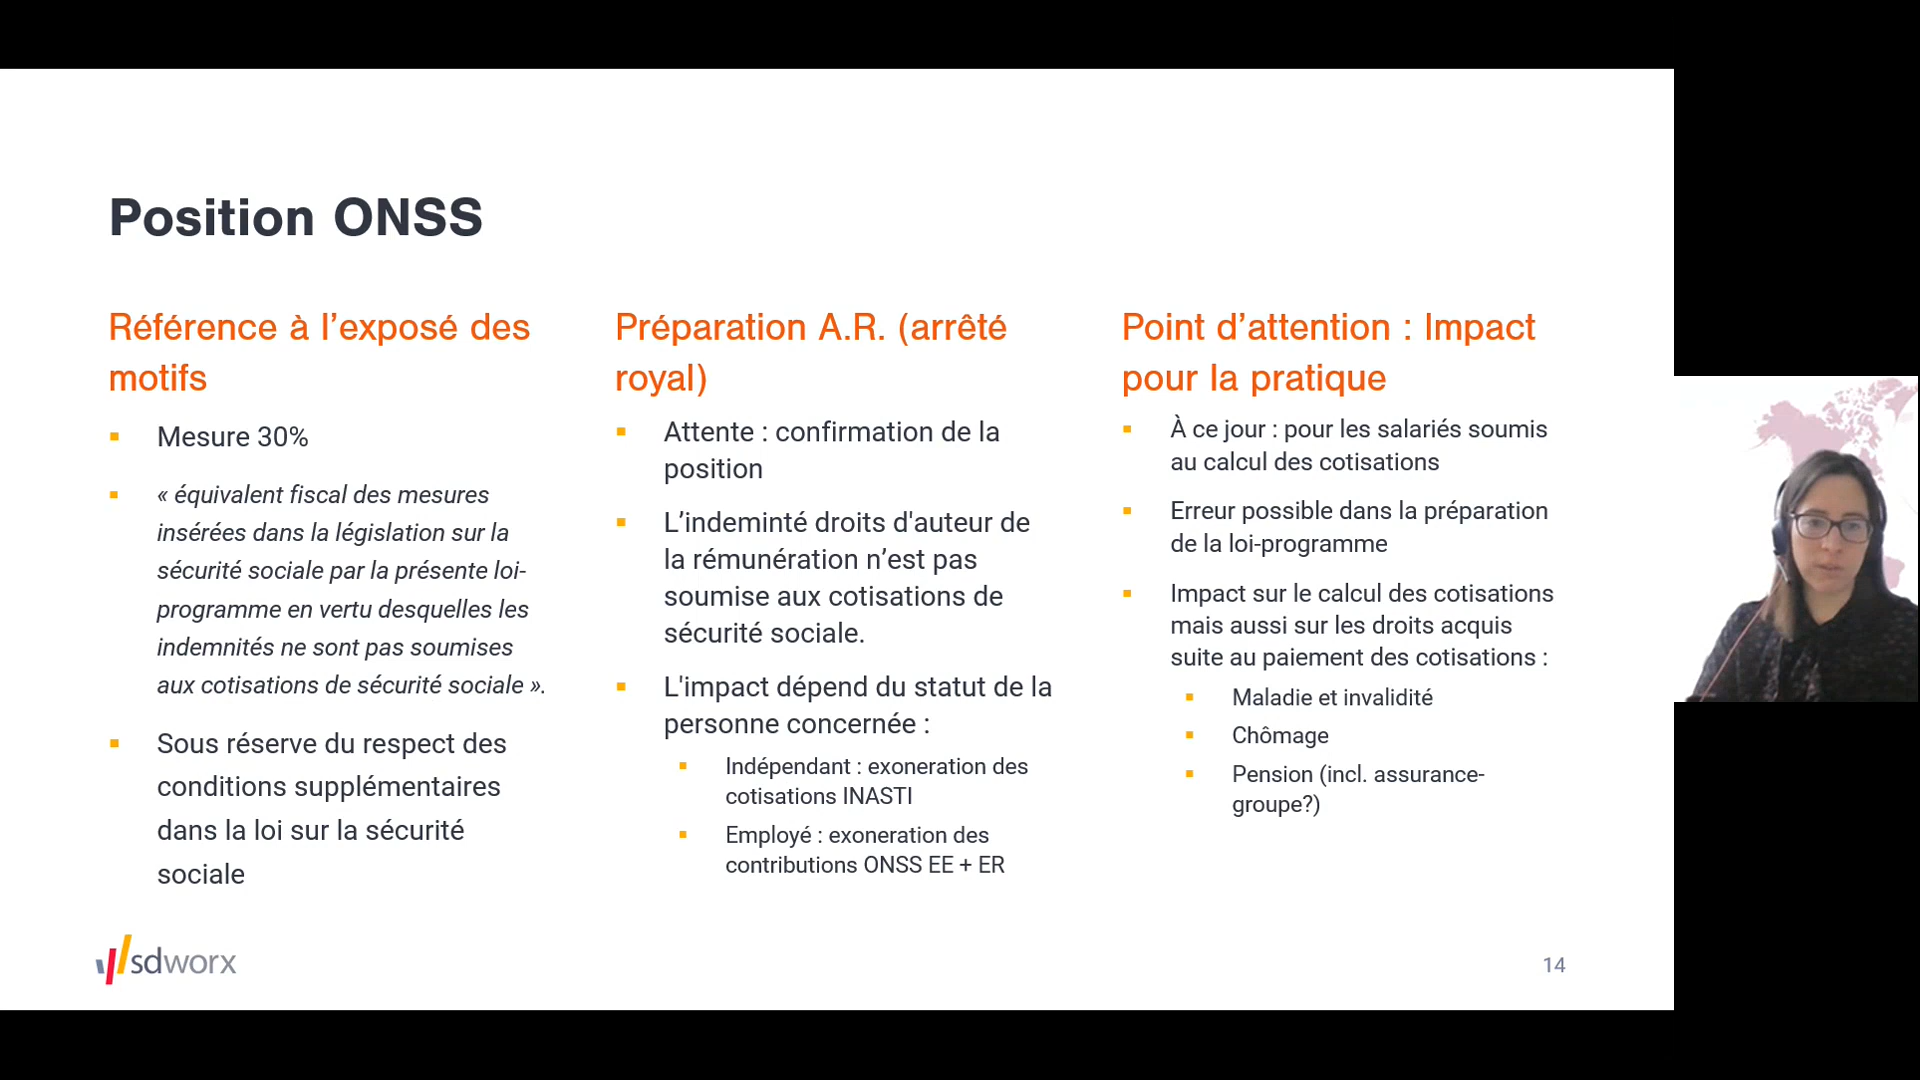 Position ONSS
Référence à l’exposé des
motifs
Mesure 30%
« équivalent fiscal des mesures
insérées dans la législation sur la
sécurité sociale par la présente loi-
programme en vertu desquelles les
indemnités ne sont pas soumises
aux cotisations de sécurité sociale ».
Sous réserve du respect des
conditions supplémentaires
dans la loi sur la sécurité
sociale
Préparation A.R. (arrêté
royal)
Attente : confirmation de la
position
L’indeminté droits d'auteur de
la rémunération n’est pas
soumise aux cotisations de
sécurité sociale.
L'impact dépend du statut de la
personne concernée :
Indépendant : exoneration des
cotisations INASTI
Employé : exoneration des
contributions ONSS EE + ER
Point d’attention : Impact
pour la pratique
À ce jour : pour les salariés soumis
au calcul des cotisations
Erreur possible dans la préparation
de la loi-programme
Impact sur le calcul des cotisations
mais aussi sur les droits acquis
suite au paiement des cotisations :
Maladie et invalidité
Chômage
Pension (incl. assurance-
groupe?)
sdworx
14